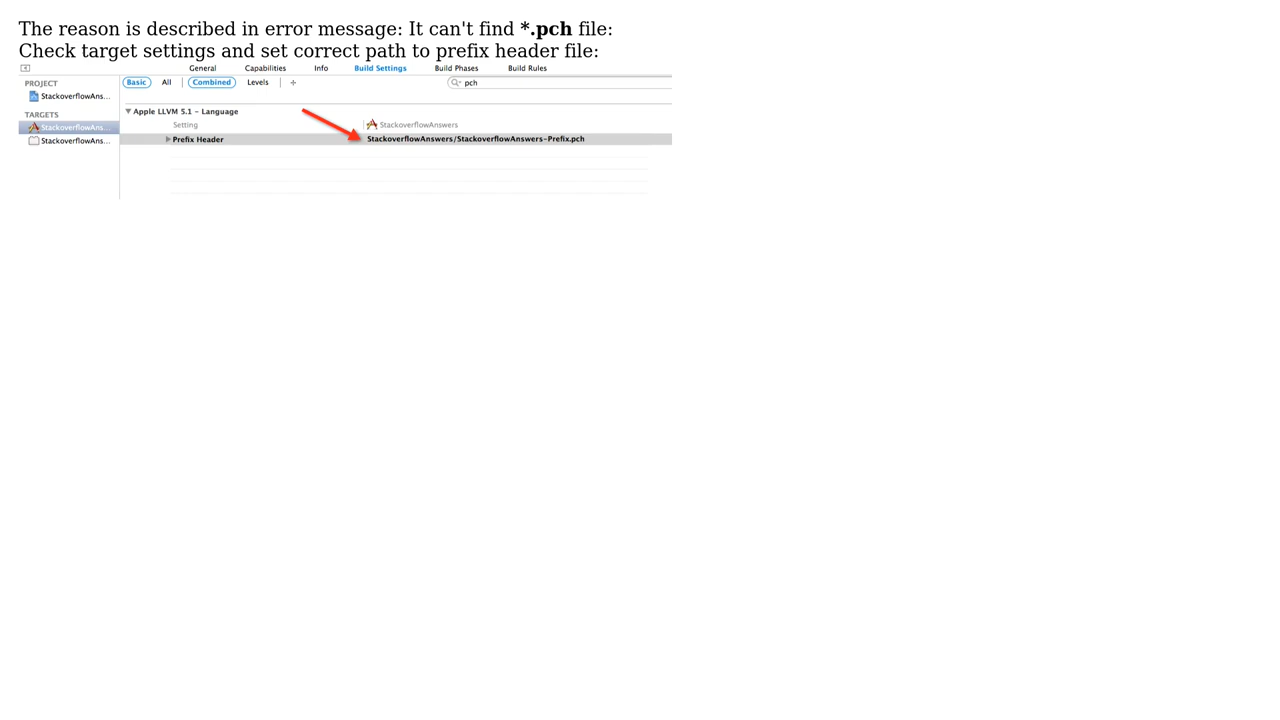 The reason is described in error message: It can't find *.pch file:
Check target settings and set correct path to prefix header file:
General Capabilities Info Build Settings Build Phases Build Rules
PROJECT
Basic All Combined Levels + pch
StackoverflowAns...
Apple LLVM 5.1 - Language
TARGETS
Setting StackoverflowAnswers
StackoverflowAns...
Prefix Header StackoverflowAnswers/StackoverflowAnswers-Prefix.pch
StackoverflowAns...